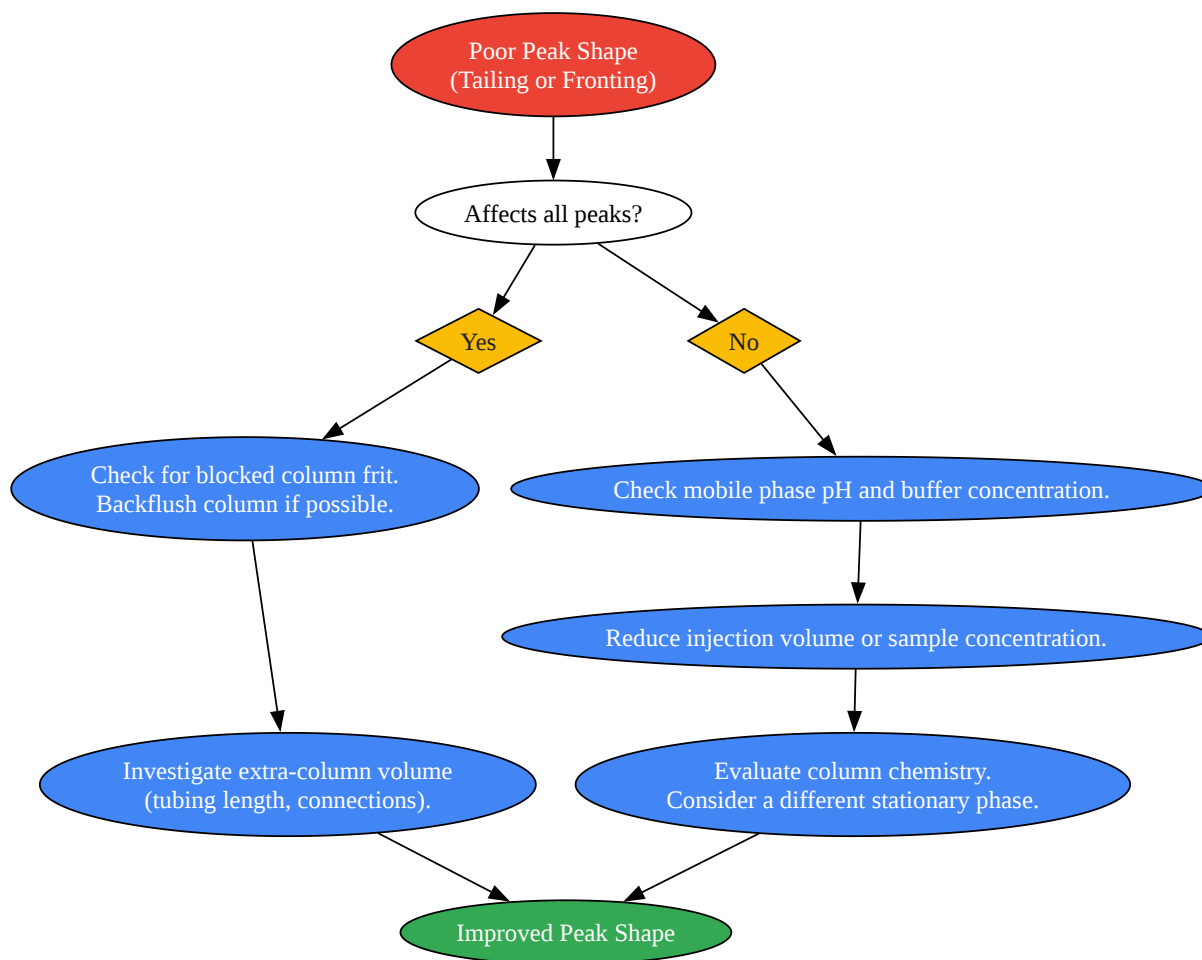 Poor Peak Shape
(Tailing or Fronting)
Affects all peaks?
Yes
No
Check for blocked column frit.
Backflush column if possible.
Check mobile phase pH and buffer concentration.
Reduce injection volume or sample concentration.
Investigate extra-column volume
(tubing length, connections).
Evaluate column chemistry.
Consider a different stationary phase.
Improved Peak Shape